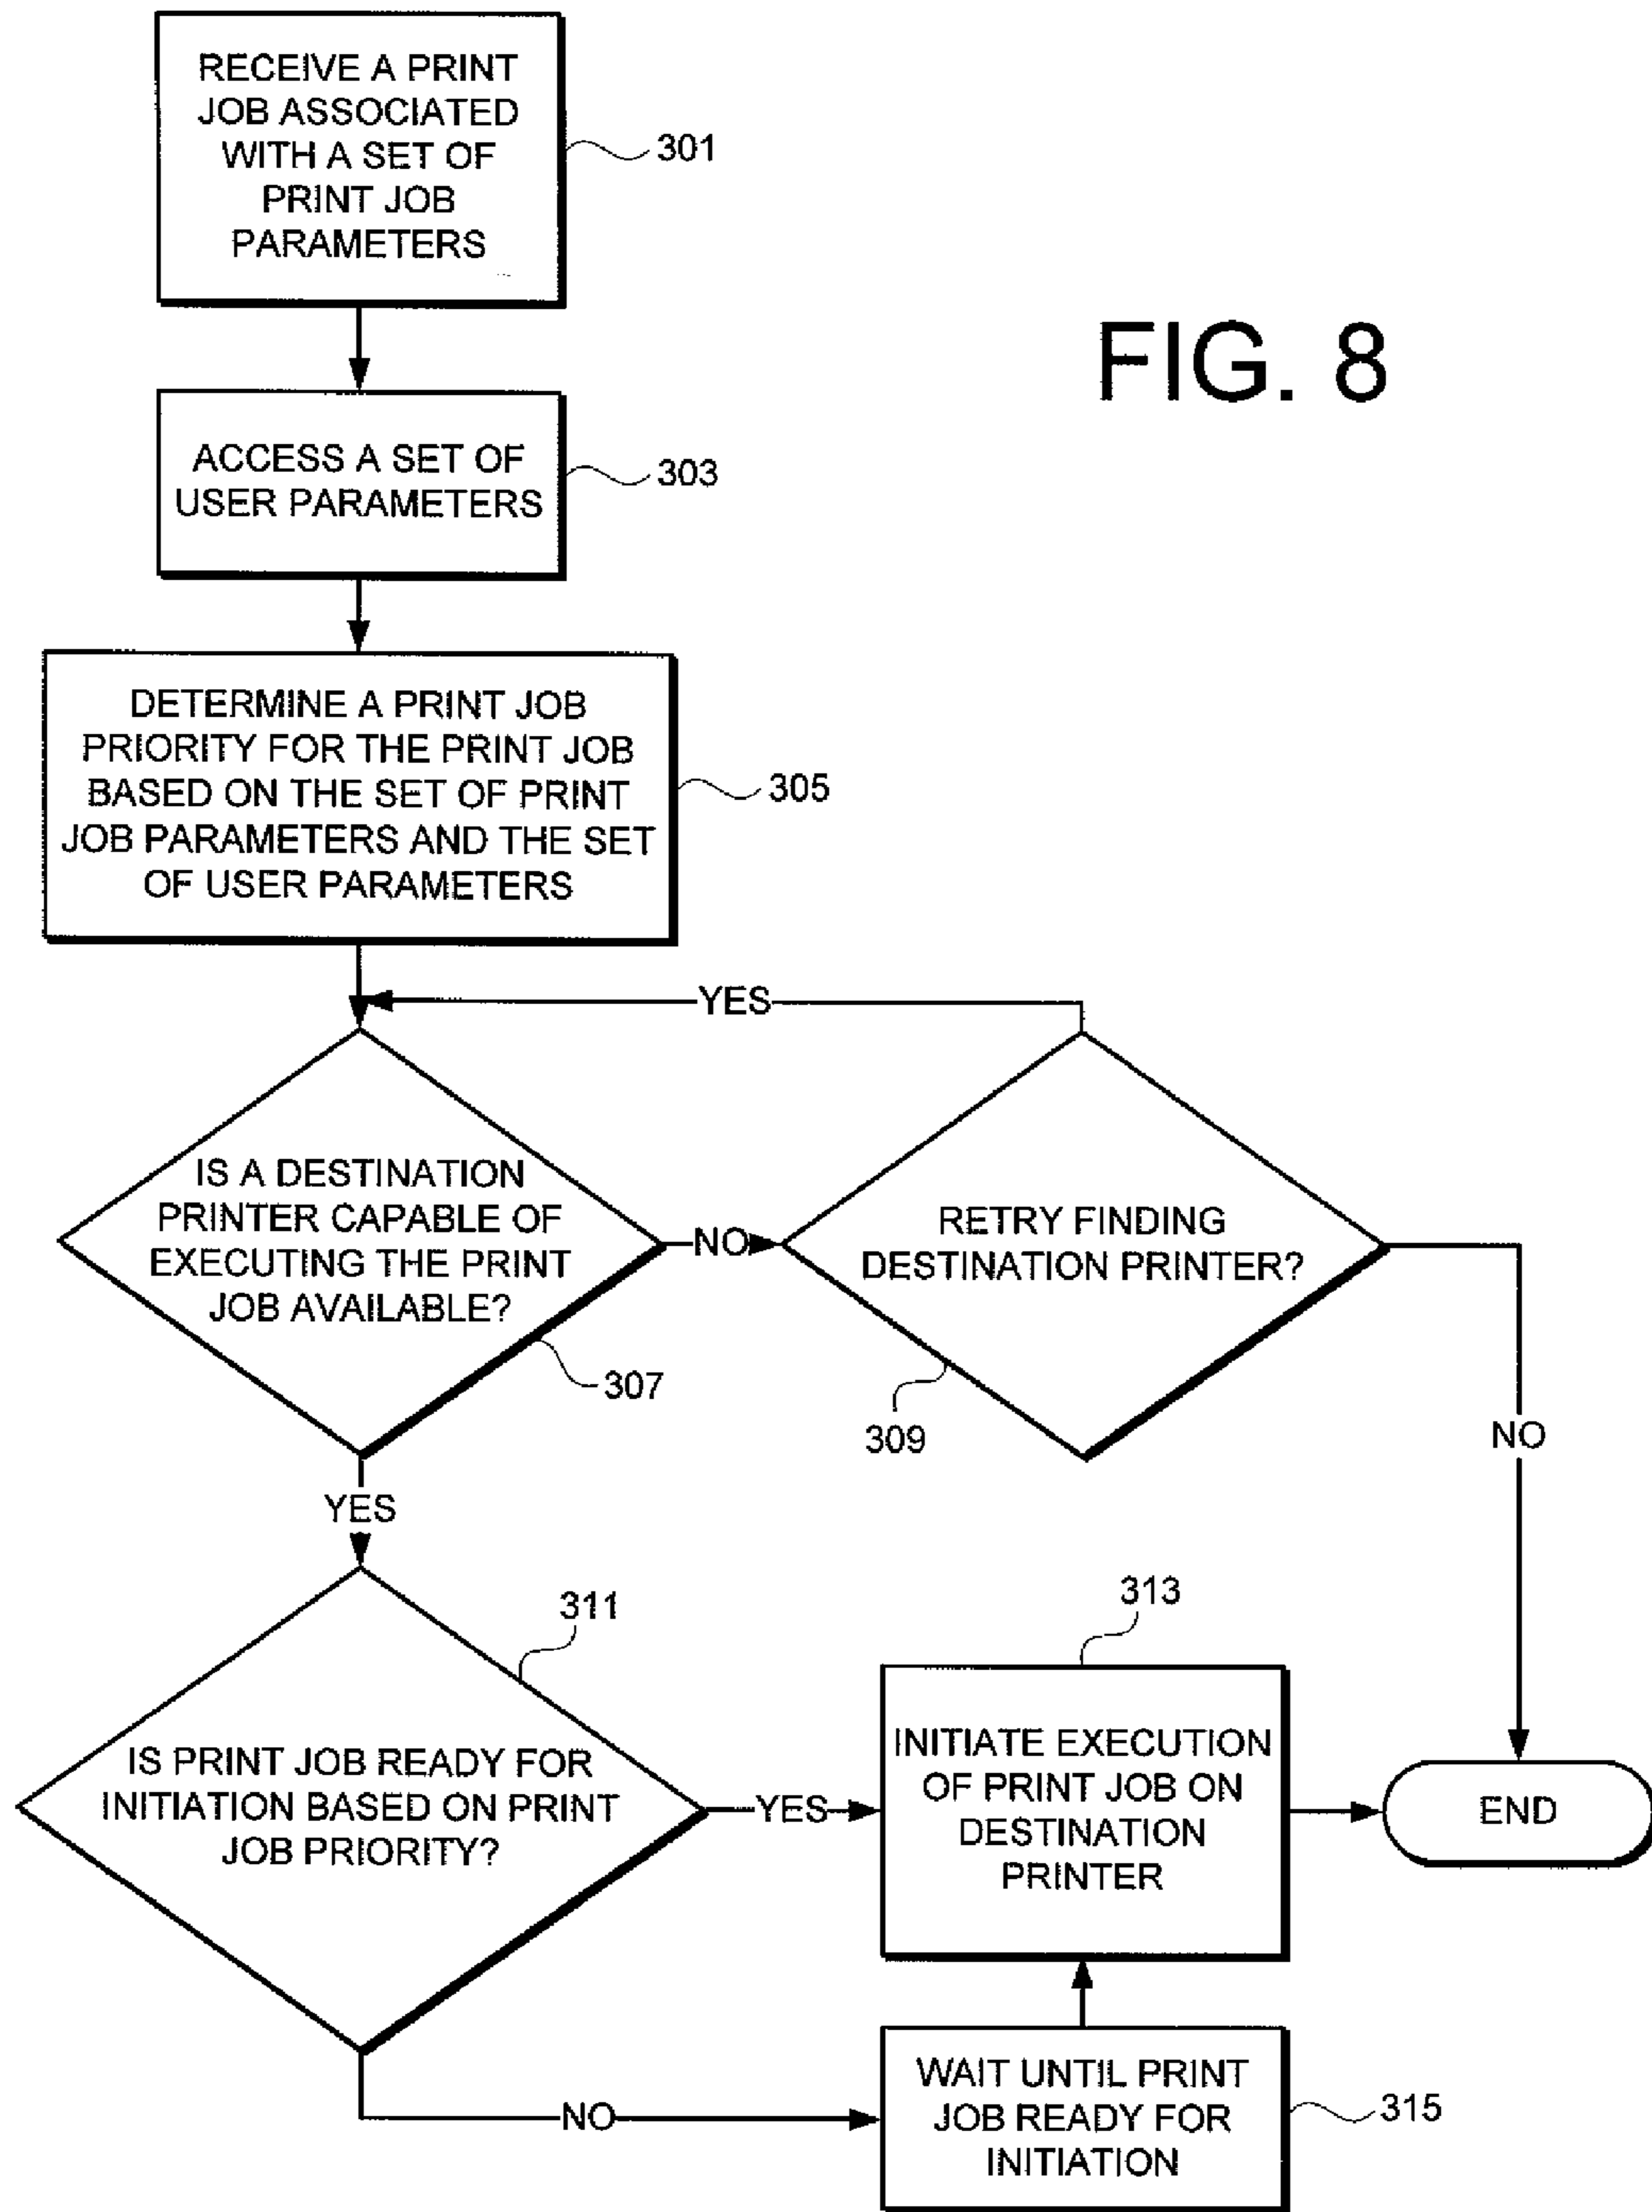 RECEIVE A PRINT
JOB ASSOCIATED
WITH A SET OF
PRINT JOB
PARAMETERS
301
FIG. 8
ACCESS A SET OF
USER PARAMETERS
303
DETERMINE A PRINT JOB
PRIORITY FOR THE PRINT JOB
BASED ON THE SET OF PRINT
JOB PARAMETERS AND THE SET
OF USER PARAMETERS
305
YES
IS A DESTINATION
PRINTER CAPABLE OF
EXECUTING THE PRINT
JOB AVAILABLE?
307
NO
RETRY FINDING
DESTINATION PRINTER?
309
NO
YES
311
IS PRINT JOB READY FOR
INITIATION BASED ON PRINT
JOB PRIORITY?
YES
313
INITIATE EXECUTION
OF PRINT JOB ON
DESTINATION
PRINTER
END
NO
WAIT UNTIL PRINT
JOB READY FOR
INITIATION
315